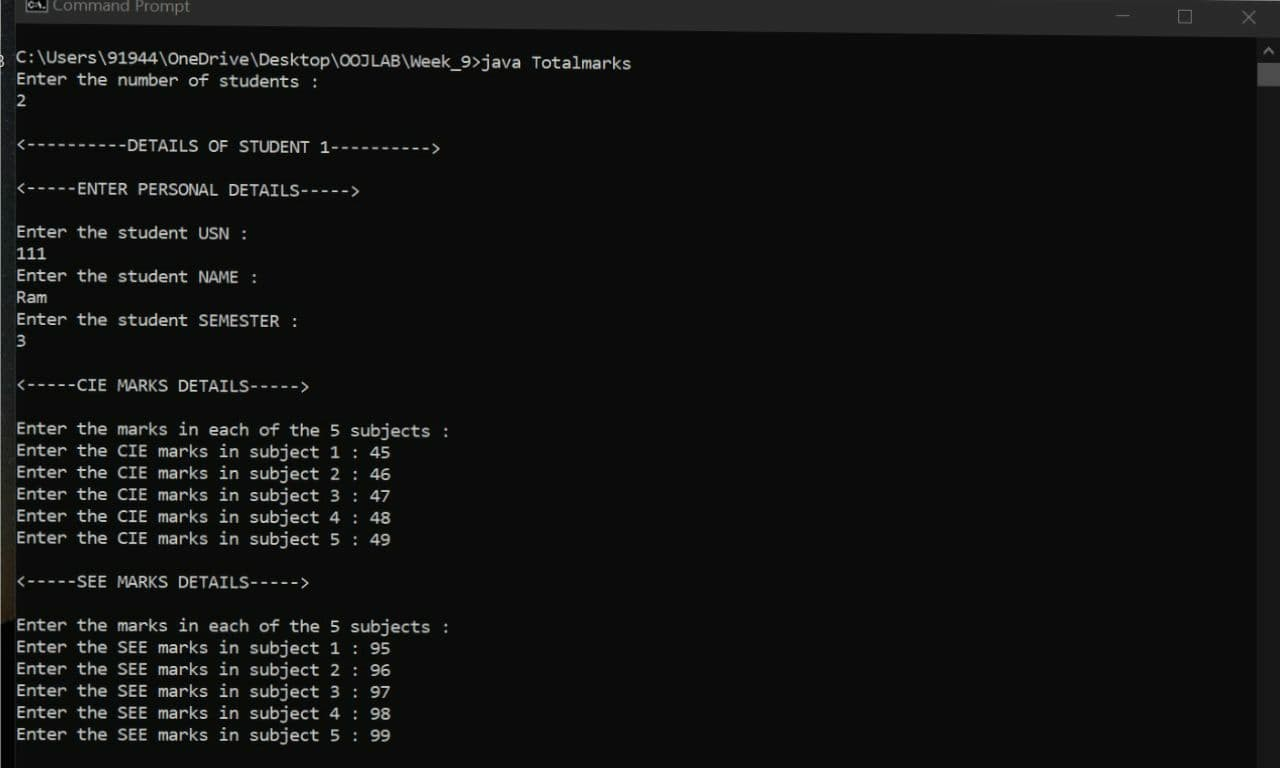 Command Prompt
C:\Users\91944\OneDrive\Desktop\OOJLAB\Week_9>java Totalmarks
Enter the number of students :
2
<----------DETAILS OF STUDENT 1---------->
<-----ENTER PERSONAL DETAILS----->
Enter the student USN :
111
Enter the student NAME :
Ram
Enter the student SEMESTER :
3
<-----CIE MARKS DETAILS----->
Enter the marks in each of the 5 subjects :
Enter the CIE marks in subject 1 : 45
Enter the CIE marks in subject 2 : 46
Enter the CIE marks in subject 3 : 47
Enter the CIE marks in subject 4 : 48
Enter the CIE marks in subject 5 : 49
<-----SEE MARKS DETAILS----->
Enter the marks in each of the 5 subjects :
Enter the SEE marks in subject 1 : 95
Enter the SEE marks in subject 2 : 96
Enter the SEE marks in subject 3 : 97
Enter the SEE marks in subject 4 : 98
Enter the SEE marks in subject 5 : 99